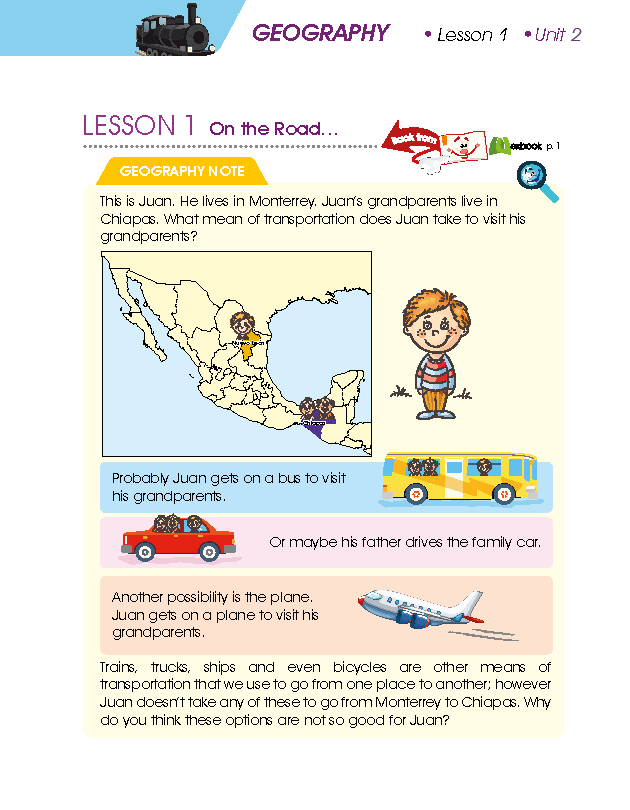 GEOGRAPHY • Lesson 1 • Unit 2
LESSON 1 On the Road...
Book from
book p. 1
GEOGRAPHY NOTE
This is Juan. He lives in Monterrey. Juan's grandparents live in
Chiapas. What mean of transportation does Juan take to visit his
grandparents?
Nuevo León
Chiapas
Probably Juan gets on a bus to visit
his grandparents.
Or maybe his father drives the family car.
Another possibility is the plane.
Juan gets on a plane to visit his
grandparents.
Trains, trucks, ships and even bicycles are other means of
transportation that we use to go from one place to another; however
Juan doesn't take any of these to go from Monterrey to Chiapas. Why
do you think these options are not so good for Juan?